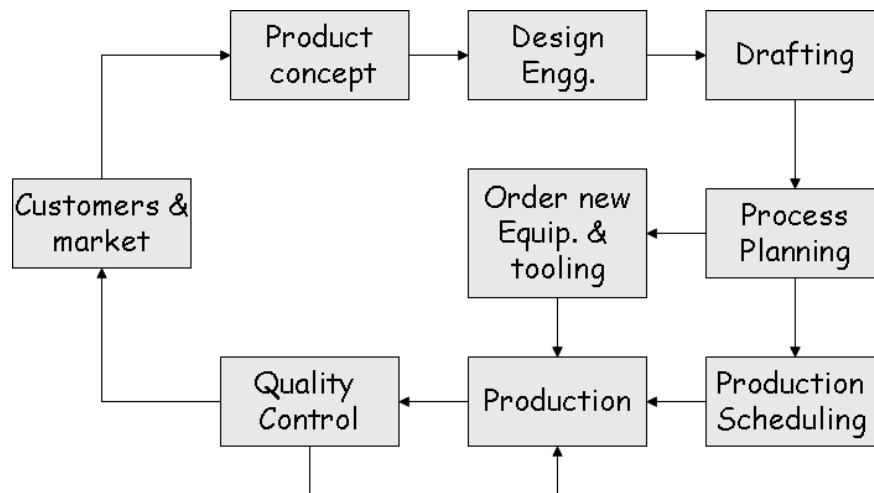 Product
concept
Design
Engg.
Drafting
Customers &
market
Order new
Equip. &
tooling
Process
Planning
Quality
Control
Production
Production
Scheduling